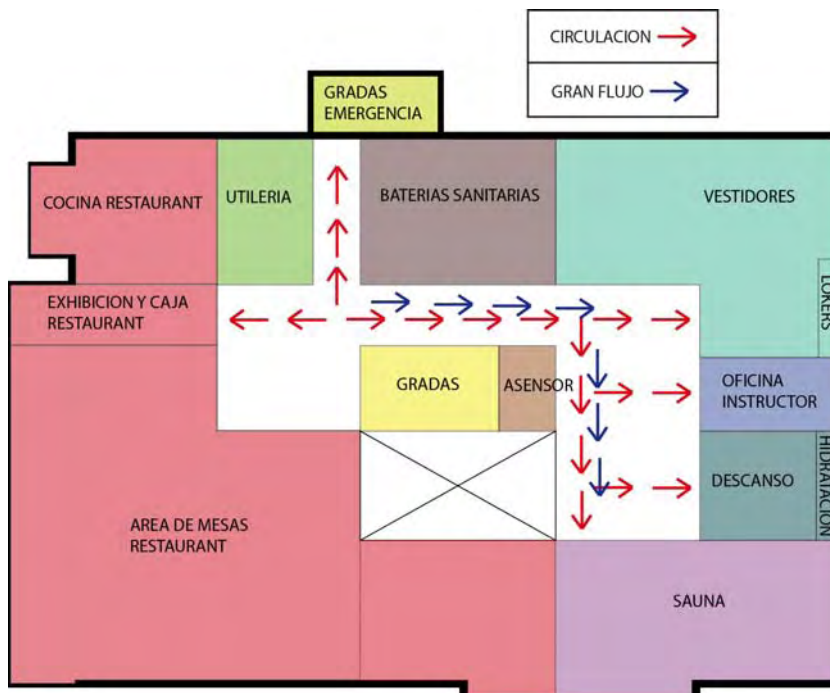 CIRCULACION
GRAN FLUJO
GRADAS
EMERGENCIA
COCINA RESTAURANT
UTILERIA
BATERIAS SANITARIAS
VESTIDORES
LOKERS
EXHIBICION Y CAJA
RESTAURANT
GRADAS
ASENSOR
OFICINA
INSTRUCTOR
DESCANSO
HIDRATACION
AREA DE MESAS
RESTAURANT
SAUNA